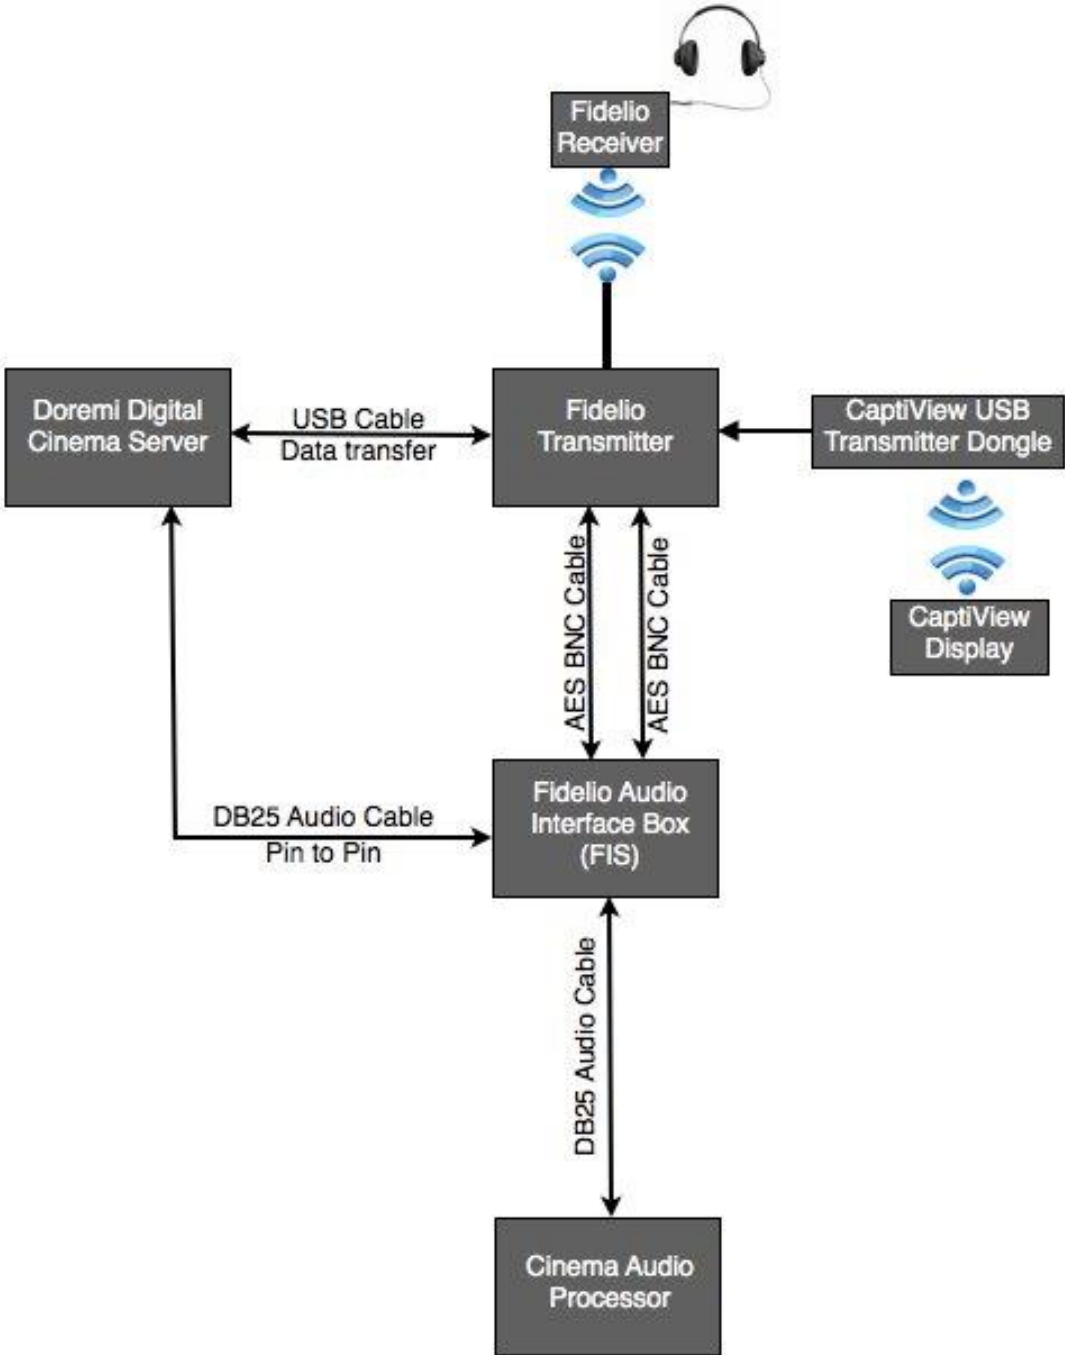 Fidelio
Receiver
Doremi Digital
Cinema Server
USB Cable
Data transfer
Fidelio
Transmitter
CaptiView USB
Transmitter Dongle
CaptiView
Display
AES BNC Cable
AES BNC Cable
DB25 Audio Cable
Pin to Pin
Fidelio Audio
Interface Box
(FIS)
DB25 Audio Cable
Cinema Audio
Processor